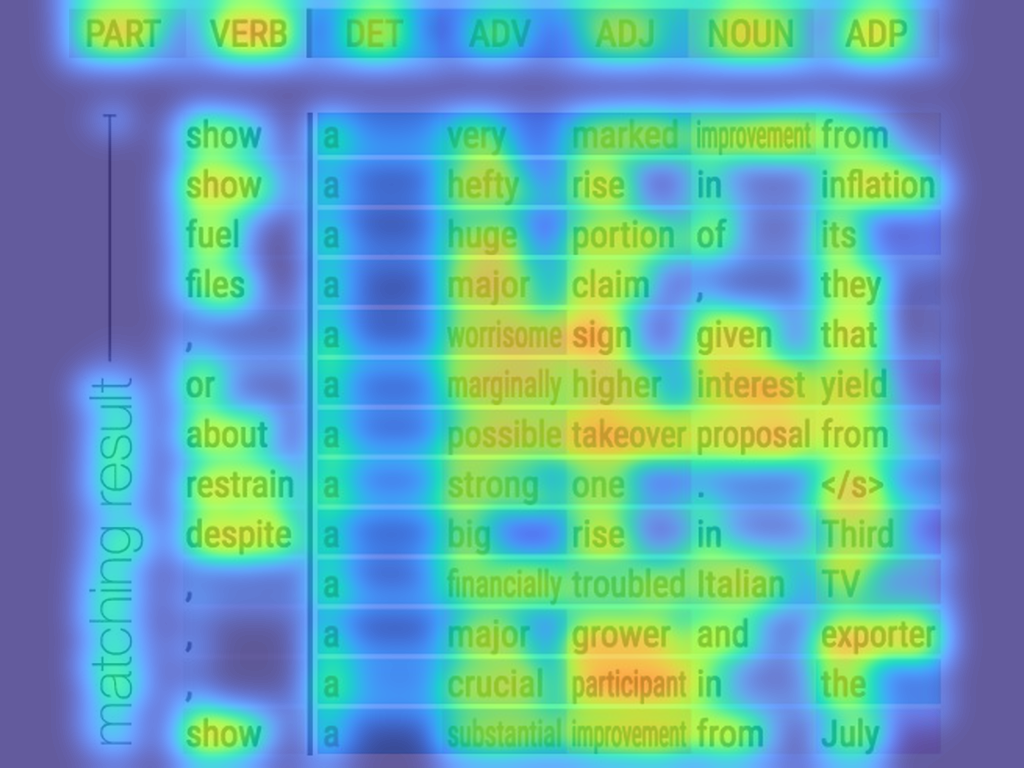 PART VERB DET ADV ADJ NOUN ADP
show a very marked improvement from
show a hefty rise in inflation
fuel a huge portion of its
files a major claim , they
, a worrisome sign given that
or a marginally higher interest yield
about a possible takeover proposal from
restrain a strong one . </s>
despite a big rise in Third
, a financially troubled Italian TV
, a major grower and exporter
, a crucial participant in the
show a substantial improvement from July
matching result